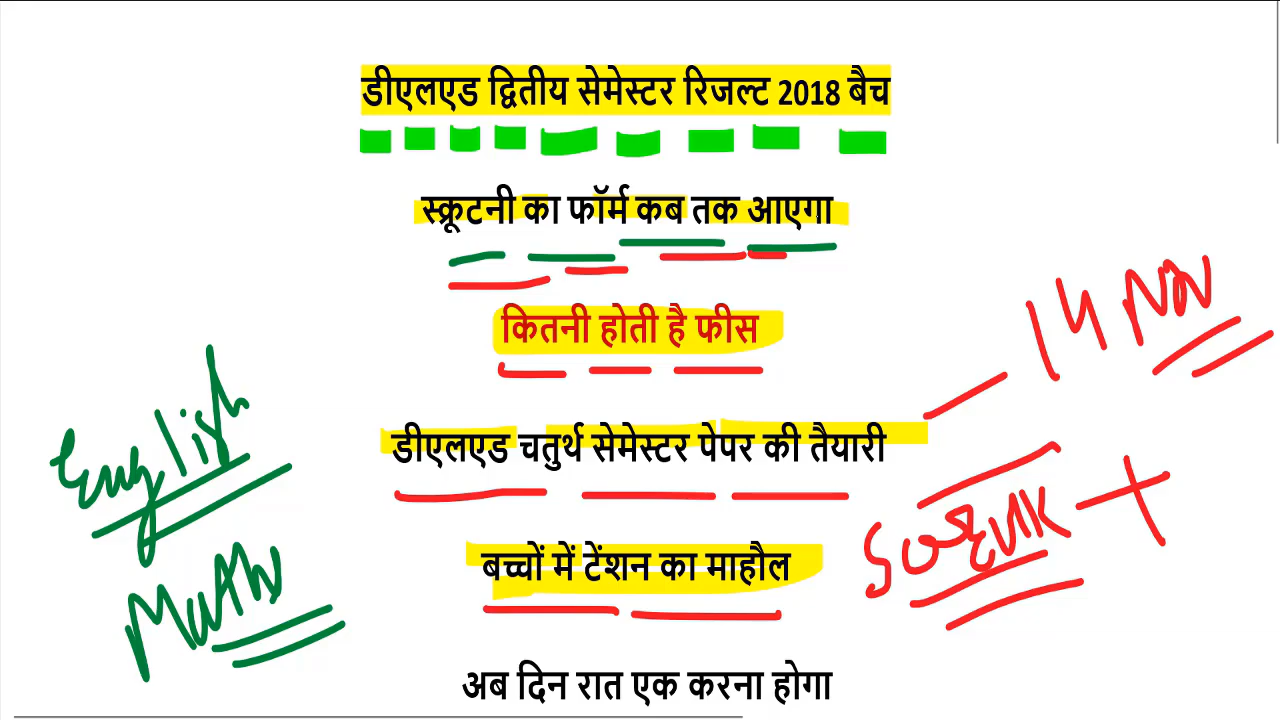 डीएलएड द्वितीय सेमेस्टर रिजल्ट 2018 बैच
स्क्रूटनी का फॉर्म कब तक आएगा
कितनी होती है फीस
14 Nov
English
डीएलएड चतुर्थ सेमेस्टर पेपर की तैयारी
बच्चों में टेंशन का माहौल
Maths
अब दिन रात एक करना होगा